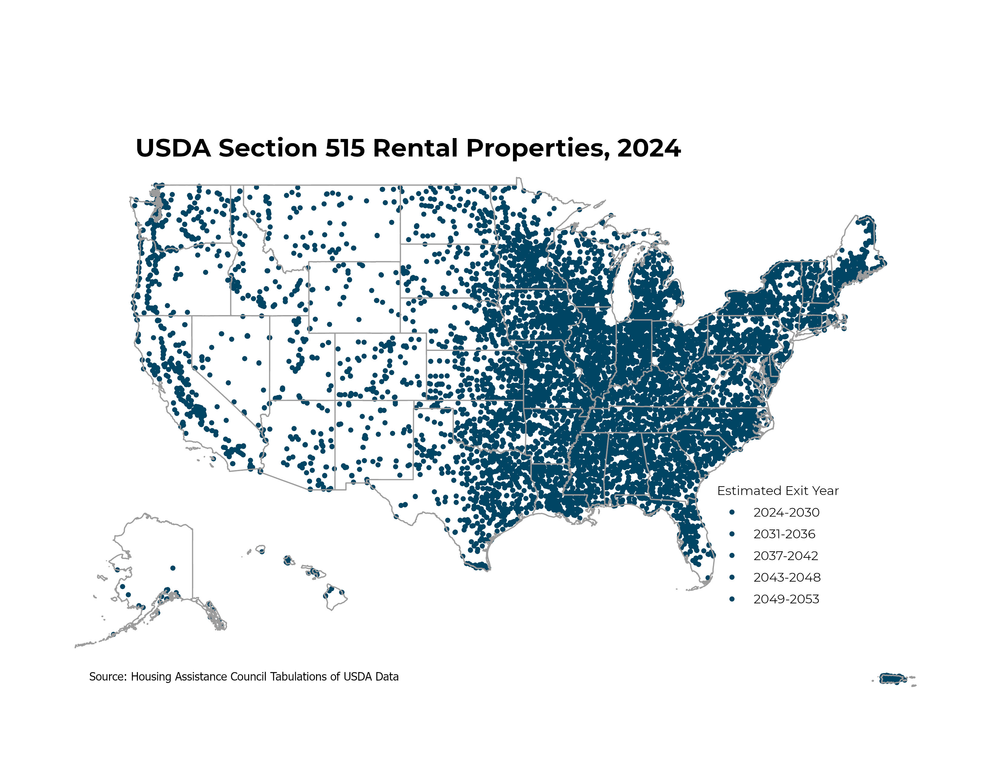 USDA Section 515 Rental Properties, 2024
Estimated Exit Year
2024-2030
2031-2036
2037-2042
2043-2048
2049-2053
Source: Housing Assistance Council Tabulations of USDA Data